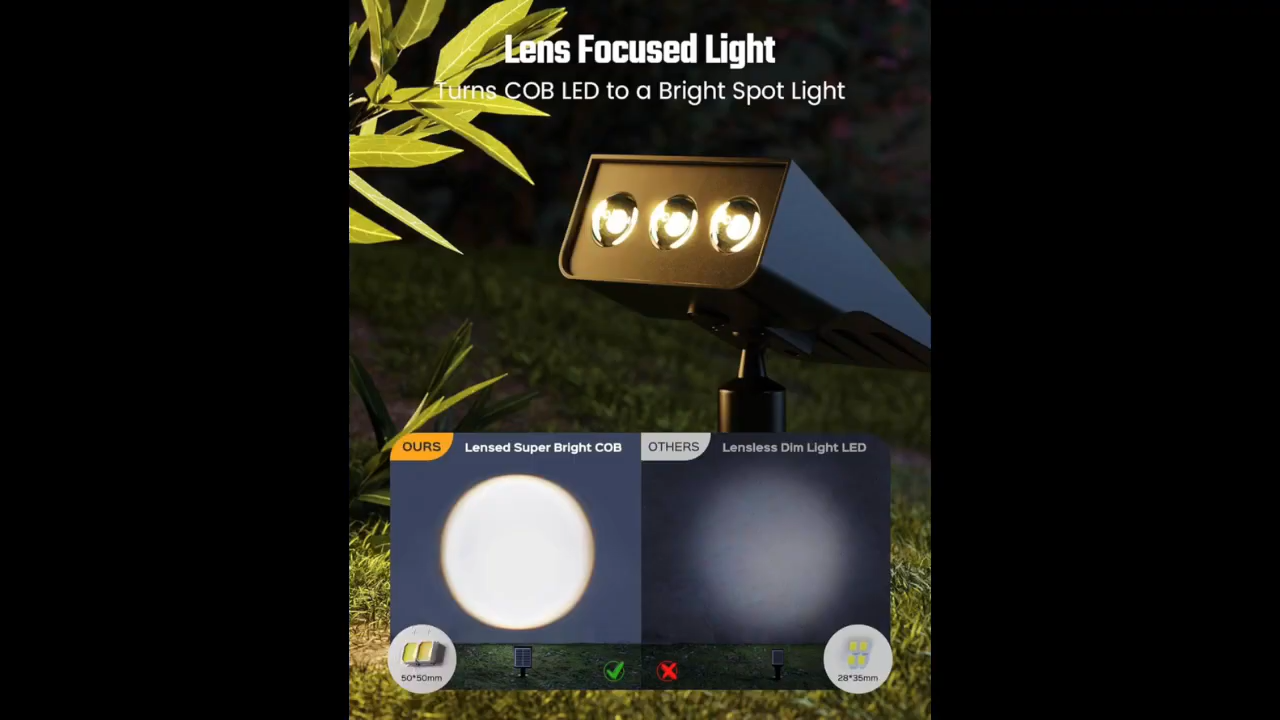 Lens Focused Light
Turns COB LED to a Bright Spot Light
OURS
Lensed Super Bright COB
OTHERS
Lensless Dim Light LED
50*50mm
28*35mm